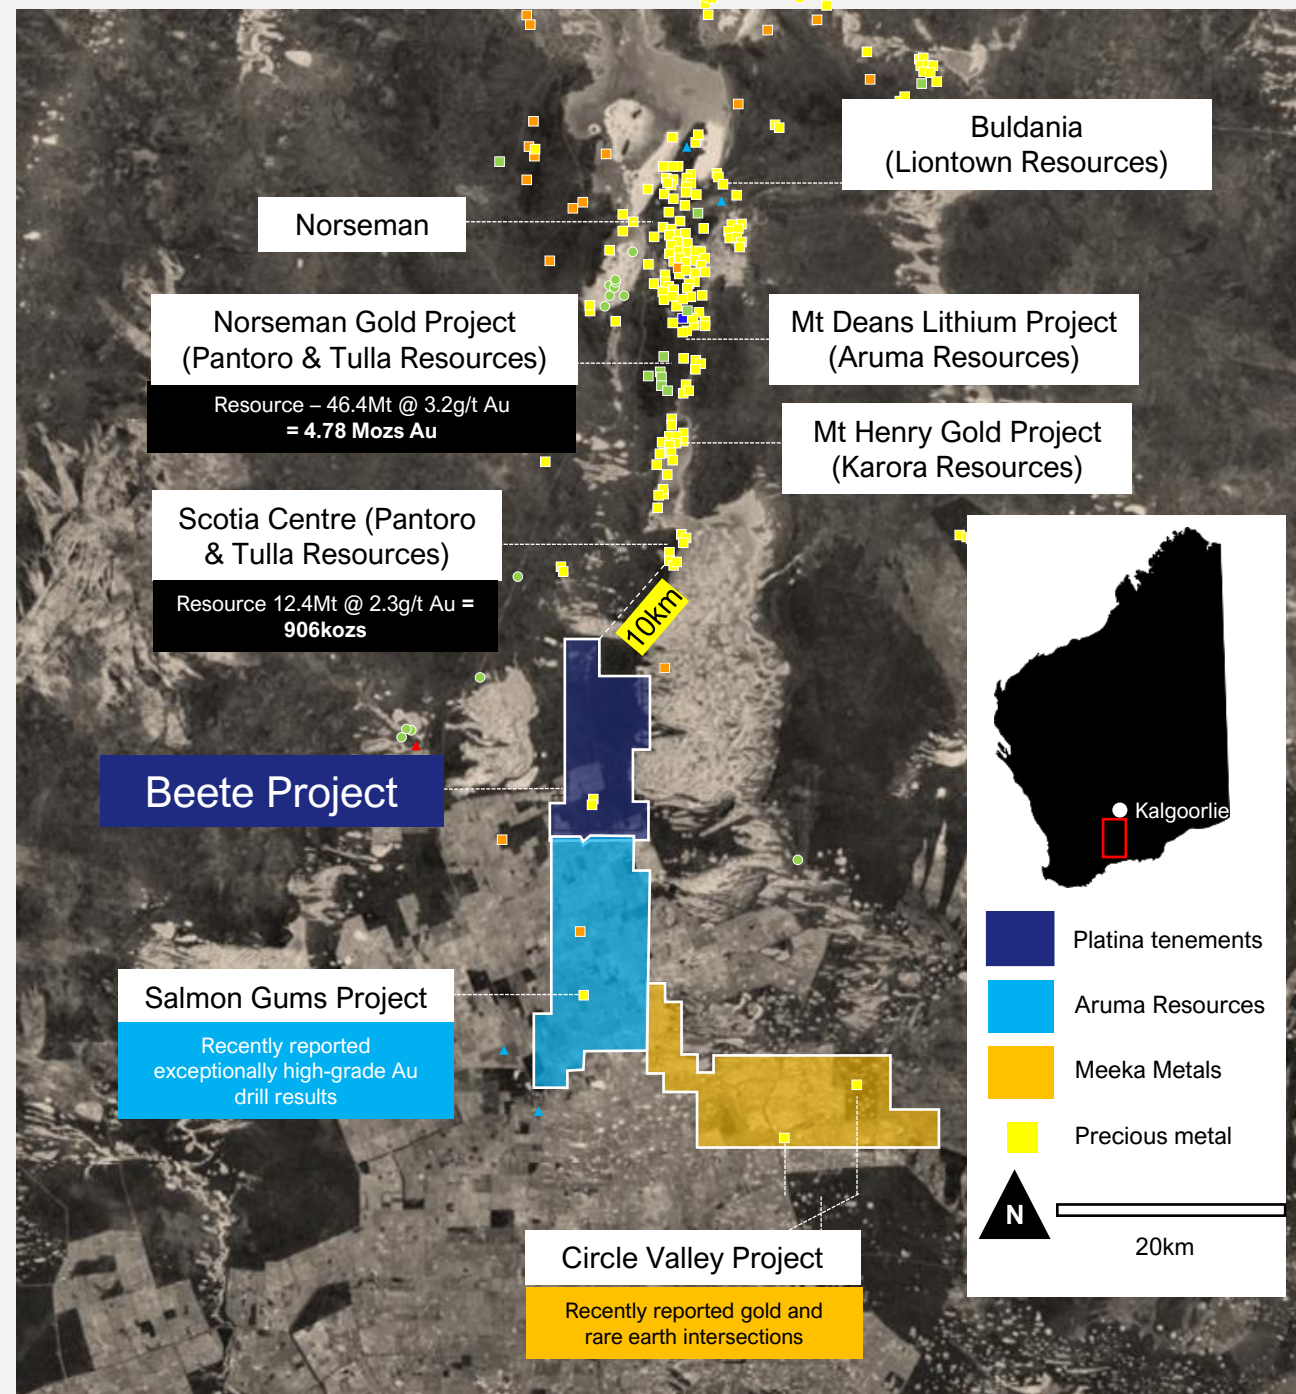 Buldania
(Liontown Resources)
Norseman
Norseman Gold Project
(Pantoro & Tulla Resources)
Resource – 46.4Mt @ 3.2g/t Au
= 4.78 Mozs Au
Mt Deans Lithium Project
(Aruma Resources)
Mt Henry Gold Project
(Karora Resources)
Scotia Centre (Pantoro
& Tulla Resources)
Resource 12.4Mt @ 2.3g/t Au =
906kozs
10km
Beete Project
Salmon Gums Project
Recently reported
exceptionally high-grade Au
drill results
Circle Valley Project
Recently reported gold and
rare earth intersections
Kalgoorlie
Platina tenements
Aruma Resources
Meeka Metals
Precious metal
N
20km